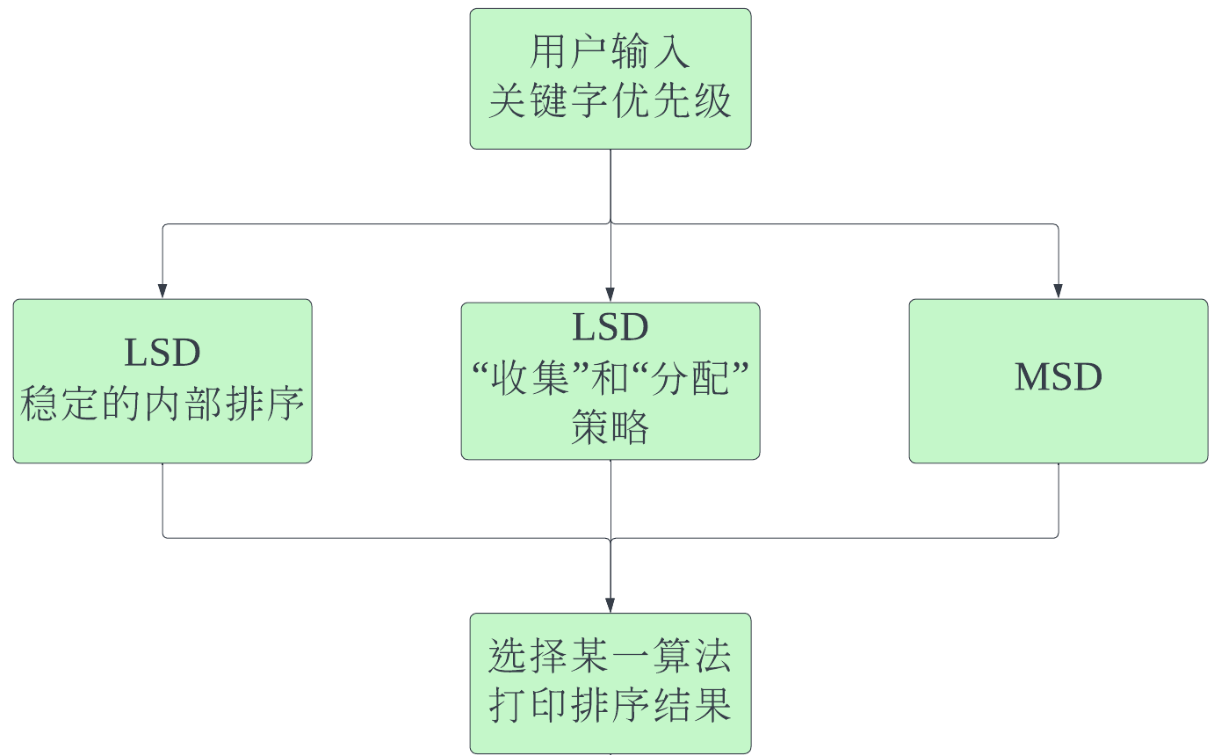 用户输入
关键字优先级
LSD
稳定的内部排序
LSD
“收集”和“分配”
策略
MSD
选择某一算法
打印排序结果